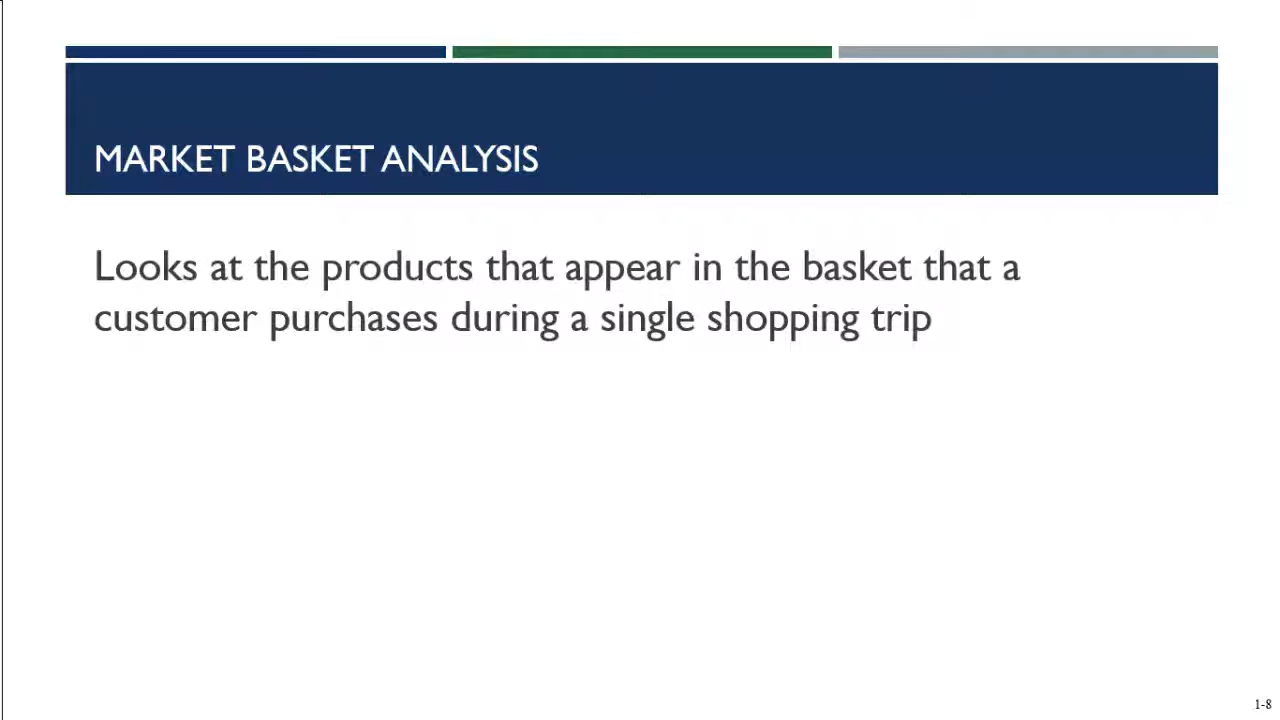 MARKET BASKET ANALYSIS
Looks at the products that appear in the basket that a
customer purchases during a single shopping trip
1-8